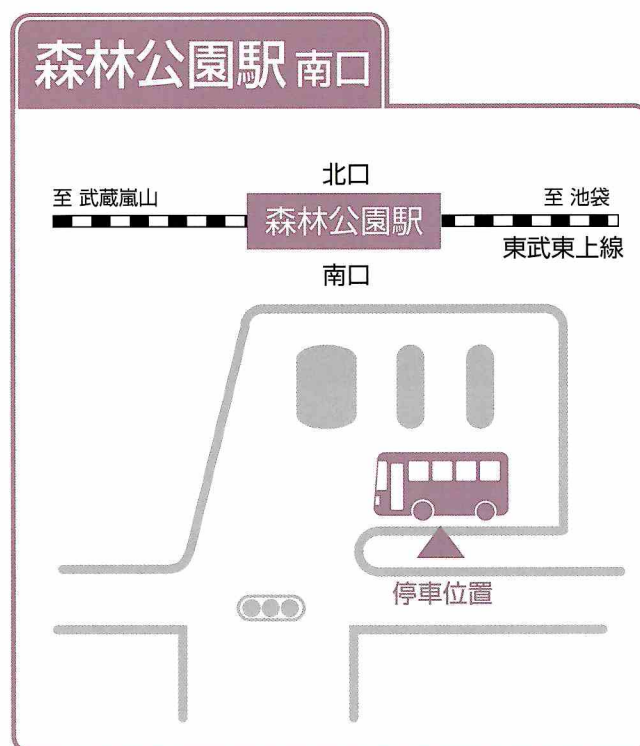 森林公園駅 南口
北口
至 武蔵嵐山
至 池袋
森林公園駅
東武東上線
南口
停車位置